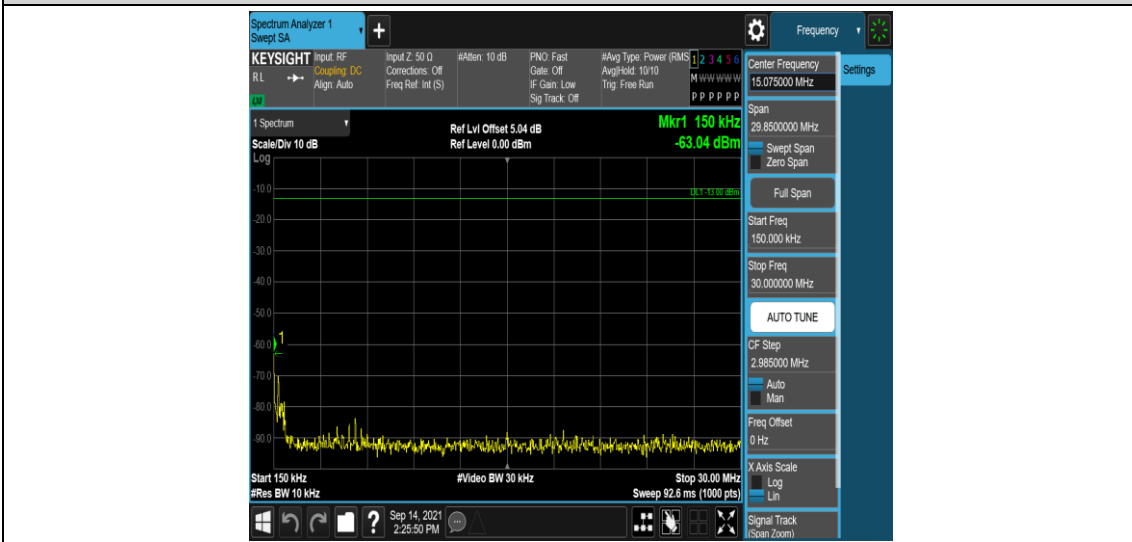 Spectrum Analyzer 1
Swept SA
+
Frequency
KEYSIGHT
RL
LXI
Input: RF
Coupling: DC
Align: Auto
Input Z: 50 Ω
Corrections: Off
Freq Ref: Int (S)
#Atten: 10 dB
PNO: Fast
Gate: Off
IF Gain: Low
Sig Track: Off
#Avg Type: Power (RMS
Avg|Hold: 10/10
Trig: Free Run
1 2 3 4 5 6
M W W W W W
P P P P P P
1 Spectrum
Scale/Div 10 dB
Log
Ref Lvl Offset 5.04 dB
Ref Level 0.00 dBm
Mkr1 150 kHz
-63.04 dBm
DL1 -13.00 dBm
-10.0
-20.0
-30.0
-40.0
-50.0
-60.0
-70.0
-80.0
-90.0
1
Start 150 kHz
#Res BW 10 kHz
#Video BW 30 kHz
Stop 30.00 MHz
Sweep 92.6 ms (1000 pts)
?
Sep 14, 2021
2:25:50 PM
Center Frequency
15.075000 MHz
Settings
Span
29.8500000 MHz
Swept Span
Zero Span
Full Span
Start Freq
150.000 kHz
Stop Freq
30.000000 MHz
AUTO TUNE
CF Step
2.985000 MHz
Auto
Man
Freq Offset
0 Hz
X Axis Scale
Log
Lin
Signal Track
(Span Zoom)